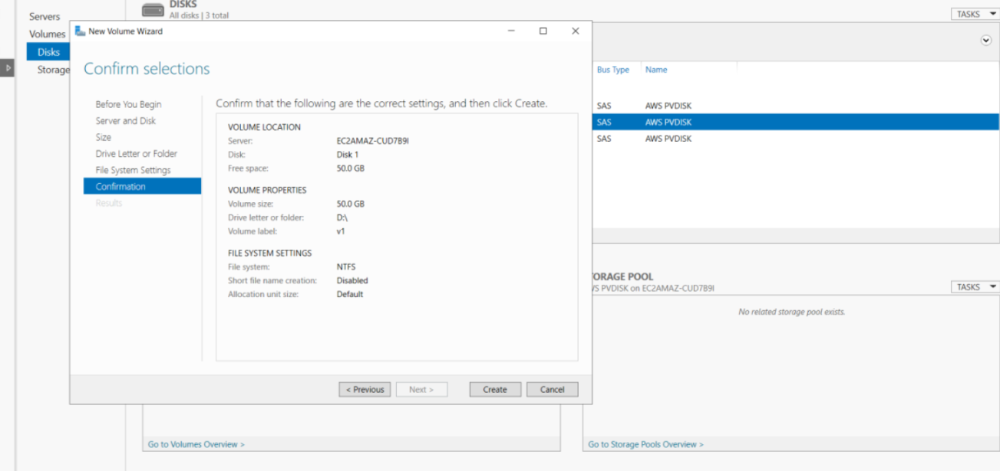 DISKS
All disks | 3 total
TASKS
Servers
Volumes
Disks
Storage
New Volume Wizard
Confirm selections
Before You Begin
Server and Disk
Size
Drive Letter or Folder
File System Settings
Confirmation
Results
Confirm that the following are the correct settings, and then click Create.
VOLUME LOCATION
Server: EC2AMAZ-CUD7B9I
Disk: Disk 1
Free space: 50.0 GB
VOLUME PROPERTIES
Volume size: 50.0 GB
Drive letter or folder: D:\
Volume label: v1
FILE SYSTEM SETTINGS
File system: NTFS
Short file name creation: Disabled
Allocation unit size: Default
< Previous Next > Create Cancel
Bus Type Name
SAS AWS PVDISK
SAS AWS PVDISK
SAS AWS PVDISK
ORAGE POOL
S PVDISK on EC2AMAZ-CUD7B9I
TASKS
No related storage pool exists.
Go to Volumes Overview >
Go to Storage Pools Overview >